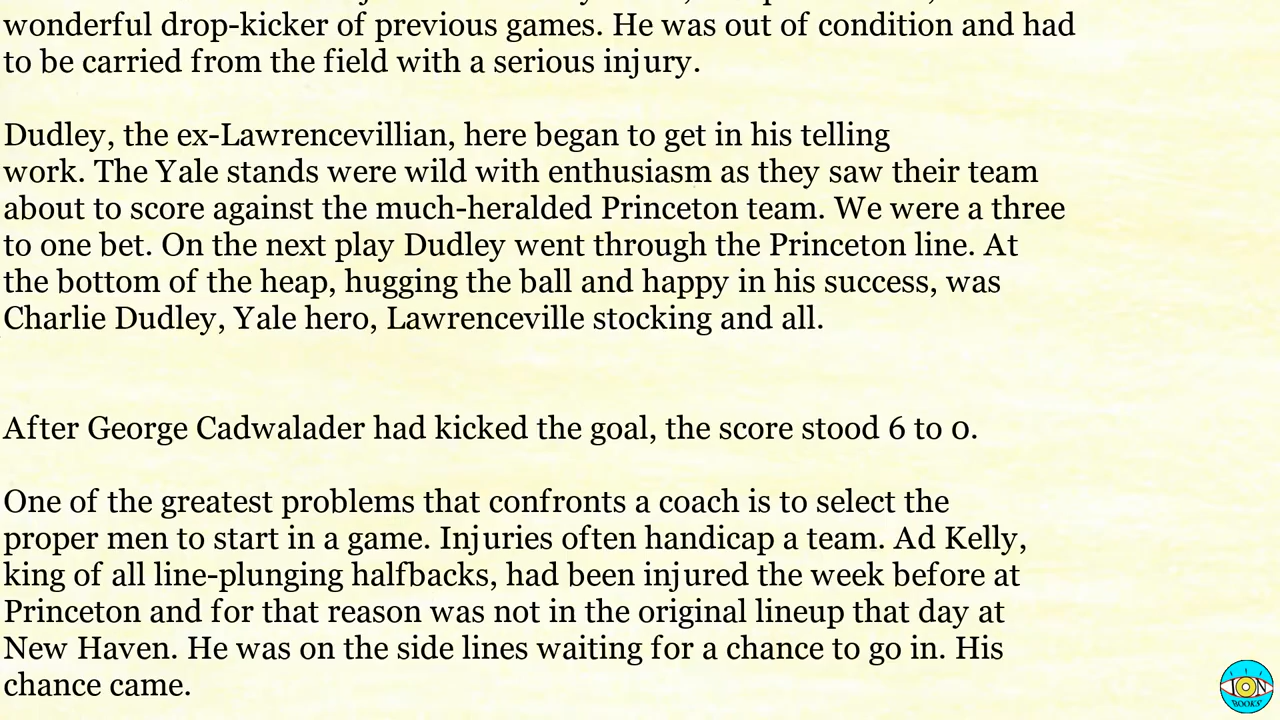 wonderful drop-kicker of previous games. He was out of condition and had
to be carried from the field with a serious injury.
Dudley, the ex-Lawrencevillian, here began to get in his telling
work. The Yale stands were wild with enthusiasm as they saw their team
about to score against the much-heralded Princeton team. We were a three
to one bet. On the next play Dudley went through the Princeton line. At
the bottom of the heap, hugging the ball and happy in his success, was
Charlie Dudley, Yale hero, Lawrenceville stocking and all.
After George Cadwalader had kicked the goal, the score stood 6 to 0.
One of the greatest problems that confronts a coach is to select the
proper men to start in a game. Injuries often handicap a team. Ad Kelly,
king of all line-plunging halfbacks, had been injured the week before at
Princeton and for that reason was not in the original lineup that day at
New Haven. He was on the side lines waiting for a chance to go in. His
chance came.
ION
BOOKS